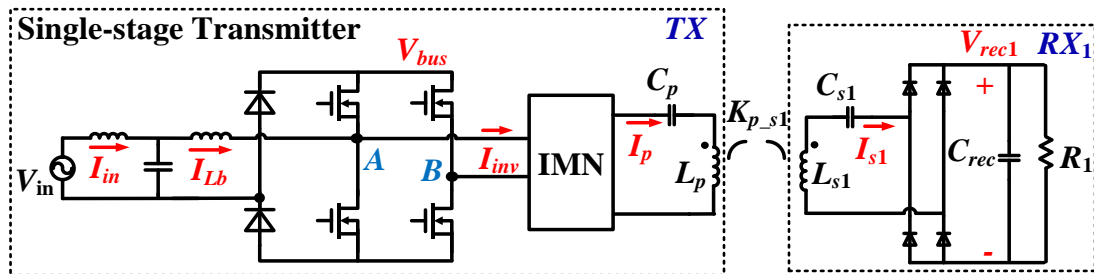 Single-stage Transmitter
TX
RX1
Vbus
Vrec1
Cp
Cs1
Kp_s1
+
Vin
Iin
ILb
A
B
Iinv
IMN
Ip
Lp
Ls1
Is1
Crec
R1
-